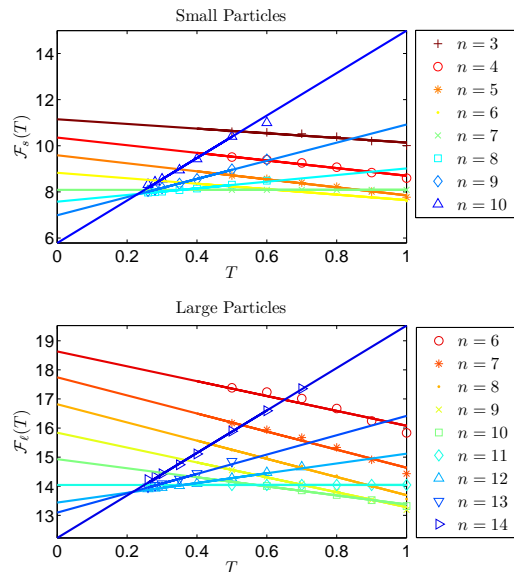 Small Particles
14
12
10
8
6
0
0.2
0.4
0.6
0.8
1
T
ℱₛ(T)
n = 3
n = 4
n = 5
n = 6
n = 7
n = 8
n = 9
n = 10
Large Particles
19
18
17
16
15
14
13
0
0.2
0.4
0.6
0.8
1
T
ℱ_ℓ(T)
n = 6
n = 7
n = 8
n = 9
n = 10
n = 11
n = 12
n = 13
n = 14